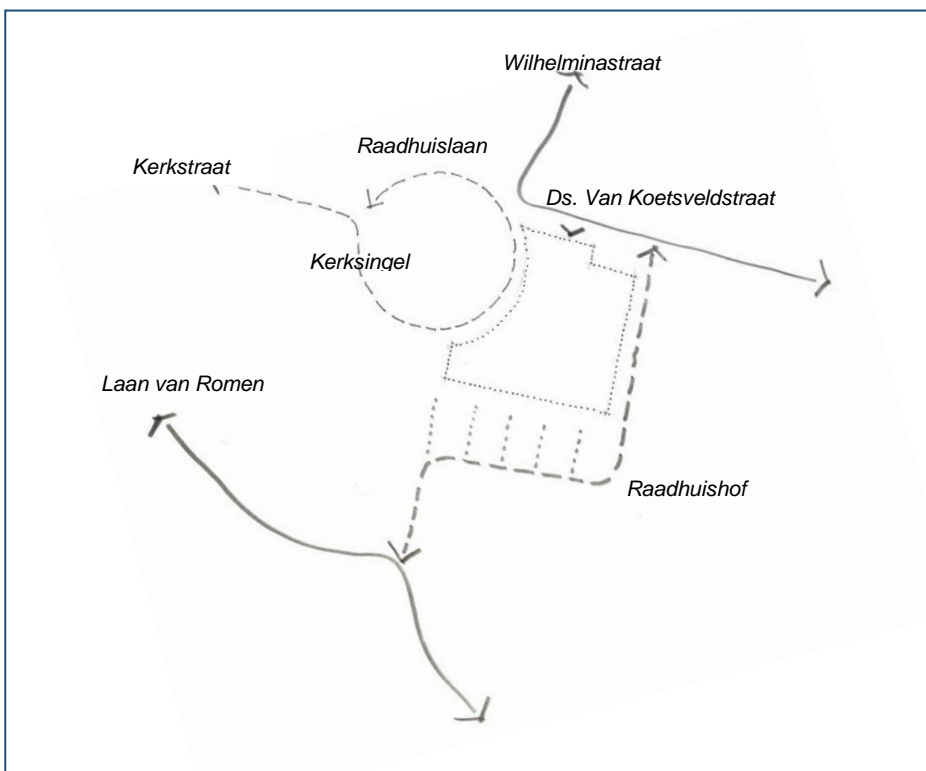 Wilhelminastraat
Raadhuislaan
Kerkstraat
Ds. Van Koetsveldstraat
Kerksingel
Laan van Romen
Raadhuishof